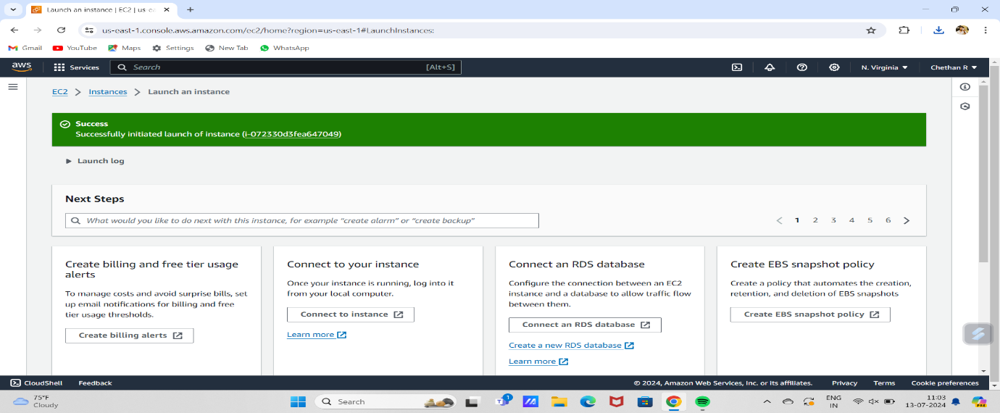 Launch an instance | EC2 | us-ea
us-east-1.console.aws.amazon.com/ec2/home?region=us-east-1#LaunchInstances:
Gmail YouTube Maps Settings New Tab WhatsApp
aws Services Search [Alt+S] N. Virginia Chethan R
EC2 Instances Launch an instance
Success
Successfully initiated launch of instance (i-072330d3fea647049)
Launch log
Next Steps
What would you like to do next with this instance, for example "create alarm" or "create backup"
1 2 3 4 5 6
Create billing and free tier usage
alerts
To manage costs and avoid surprise bills, set
up email notifications for billing and free
tier usage thresholds.
Create billing alerts
Connect to your instance
Once your instance is running, log into it
from your local computer.
Connect to instance
Learn more
Connect an RDS database
Configure the connection between an EC2
instance and a database to allow traffic flow
between them.
Connect an RDS database
Create a new RDS database
Learn more
Create EBS snapshot policy
Create a policy that automates the creation,
retention, and deletion of EBS snapshots
Create EBS snapshot policy
CloudShell Feedback © 2024, Amazon Web Services, Inc. or its affiliates. Privacy Terms Cookie preferences
75°F
Cloudy
Search
1
ENG
IN
11:03
13-07-2024
PRE